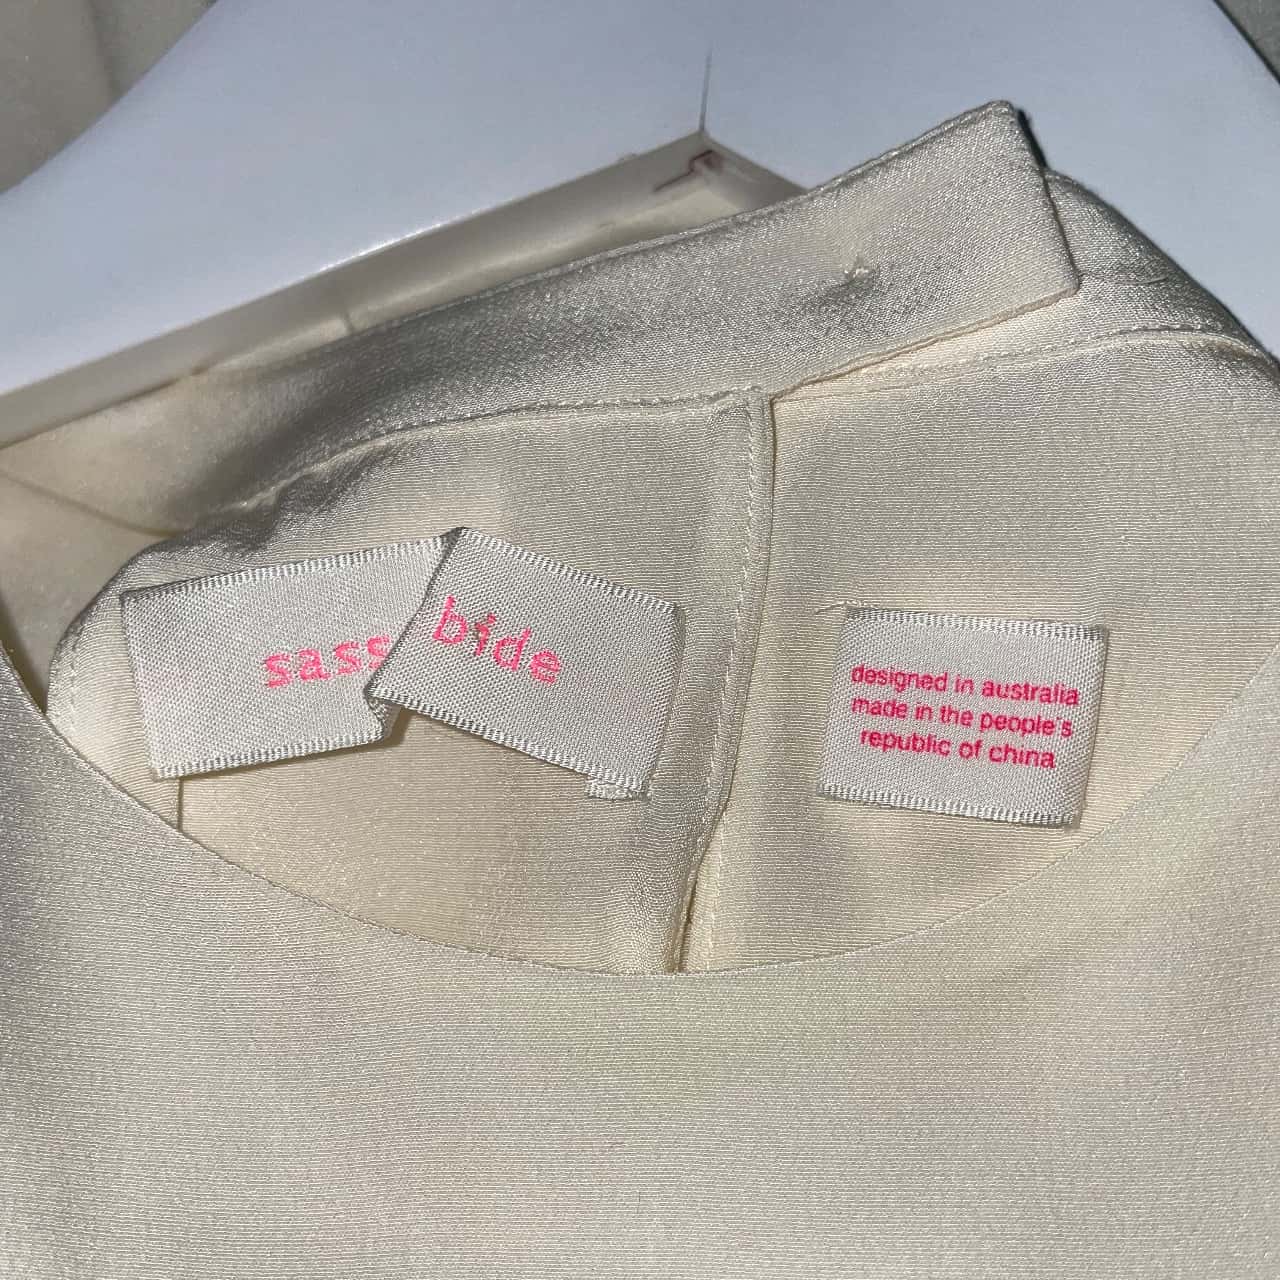 sass bide
designed in australia
made in the people's
republic of china